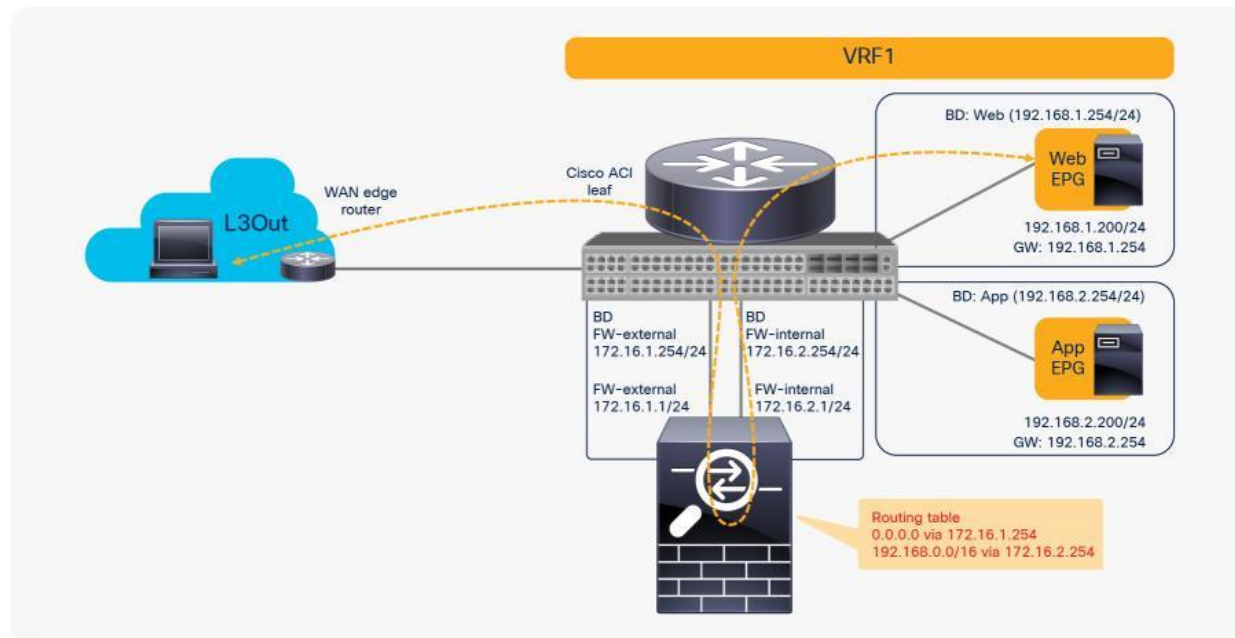 VRF1
BD: Web (192.168.1.254/24)
Web
EPG
192.168.1.200/24
GW: 192.168.1.254
Cisco ACI
leaf
WAN edge
router
L3Out
BD: App (192.168.2.254/24)
App
EPG
192.168.2.200/24
GW: 192.168.2.254
BD
FW-external
172.16.1.254/24
BD
FW-internal
172.16.2.254/24
FW-external
172.16.1.1/24
FW-internal
172.16.2.1/24
Routing table
0.0.0.0 via 172.16.1.254
192.168.0.0/16 via 172.16.2.254